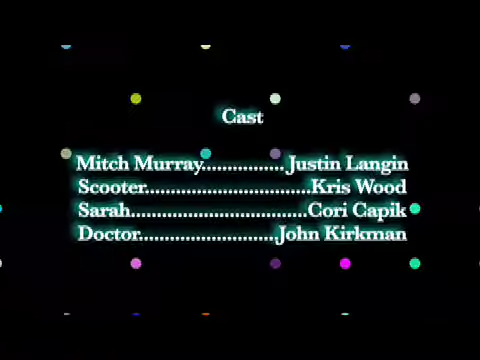 Cast
Mitch Murray................Justin Langin
Scooter................................Kris Wood
Sarah..................................Cori Capik
Doctor..........................John Kirkman